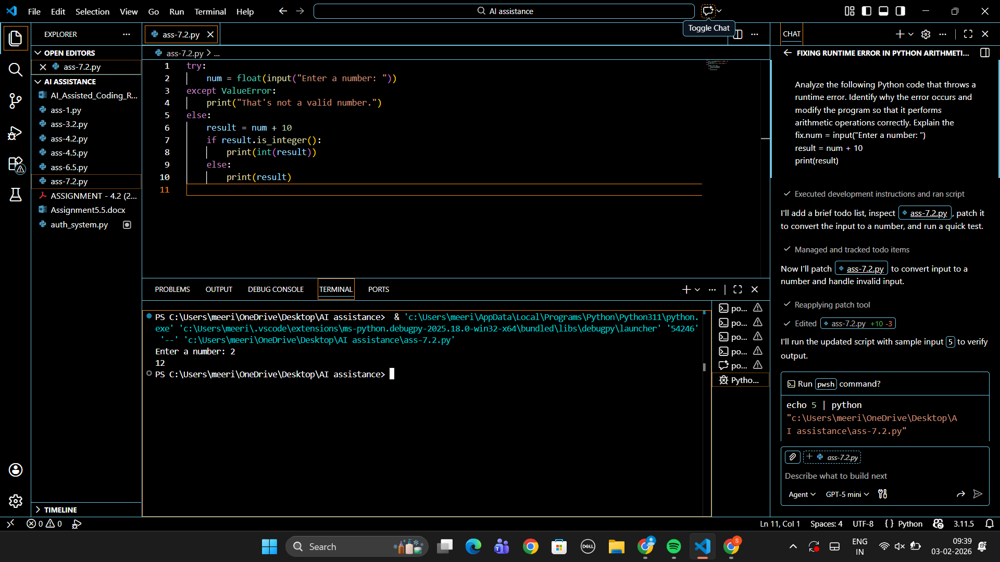 File Edit Selection View Go Run Terminal Help
AI assistance
Toggle Chat
EXPLORER
OPEN EDITORS
ass-7.2.py
AI ASSISTANCE
AI_Assisted_Coding_R...
ass-1.py
ass-3.2.py
ass-4.2.py
ass-4.5.py
ass-6.5.py
ass-7.2.py
ASSIGNMENT - 4.2 (2...
Assignment5.5.docx
auth_system.py
TIMELINE
ass-7.2.py
ass-7.2.py > ...
1 try:
2 num = float(input("Enter a number: "))
3 except ValueError:
4 print("That's not a valid number.")
5 else:
6 result = num + 10
7 if result.is_integer():
8 print(int(result))
9 else:
10 print(result)
11
PROBLEMS OUTPUT DEBUG CONSOLE TERMINAL PORTS
PS C:\Users\meeri\OneDrive\Desktop\AI assistance> & 'c:\Users\meeri\AppData\Local\Programs\Python\Python311\python.
exe' 'c:\Users\meeri\.vscode\extensions\ms-python.debugpy-2025.18.0-win32-x64\bundled\libs\debugpy\launcher' '54246'
'--' 'c:\Users\meeri\OneDrive\Desktop\AI assistance\ass-7.2.py'
Enter a number: 2
12
PS C:\Users\meeri\OneDrive\Desktop\AI assistance>
po...
po...
po...
po...
po...
Pytho...
CHAT
FIXING RUNTIME ERROR IN PYTHON ARITHMETI...
Analyze the following Python code that throws a
runtime error. Identify why the error occurs and
modify the program so that it performs
arithmetic operations correctly. Explain the
fix.num = input("Enter a number: ")
result = num + 10
print(result)
Executed development instructions and ran script
I'll add a brief todo list, inspect ass-7.2.py, patch it
to convert the input to a number, and run a quick test.
Managed and tracked todo items
Now I'll patch ass-7.2.py to convert input to a
number and handle invalid input.
Reapplying patch tool
Edited ass-7.2.py +10 -3
I'll run the updated script with sample input 5 to verify
output.
Run pwsh command?
echo 5 | python
"c:\Users\meeri\OneDrive\Desktop\A
I assistance\ass-7.2.py"
+ ass-7.2.py
Describe what to build next
Agent GPT-5 mini
0 0
Ln 11, Col 1 Spaces: 4 UTF-8 { } Python 3.11.5
Search
DELL
S
ENG
IN
09:39
03-02-2026